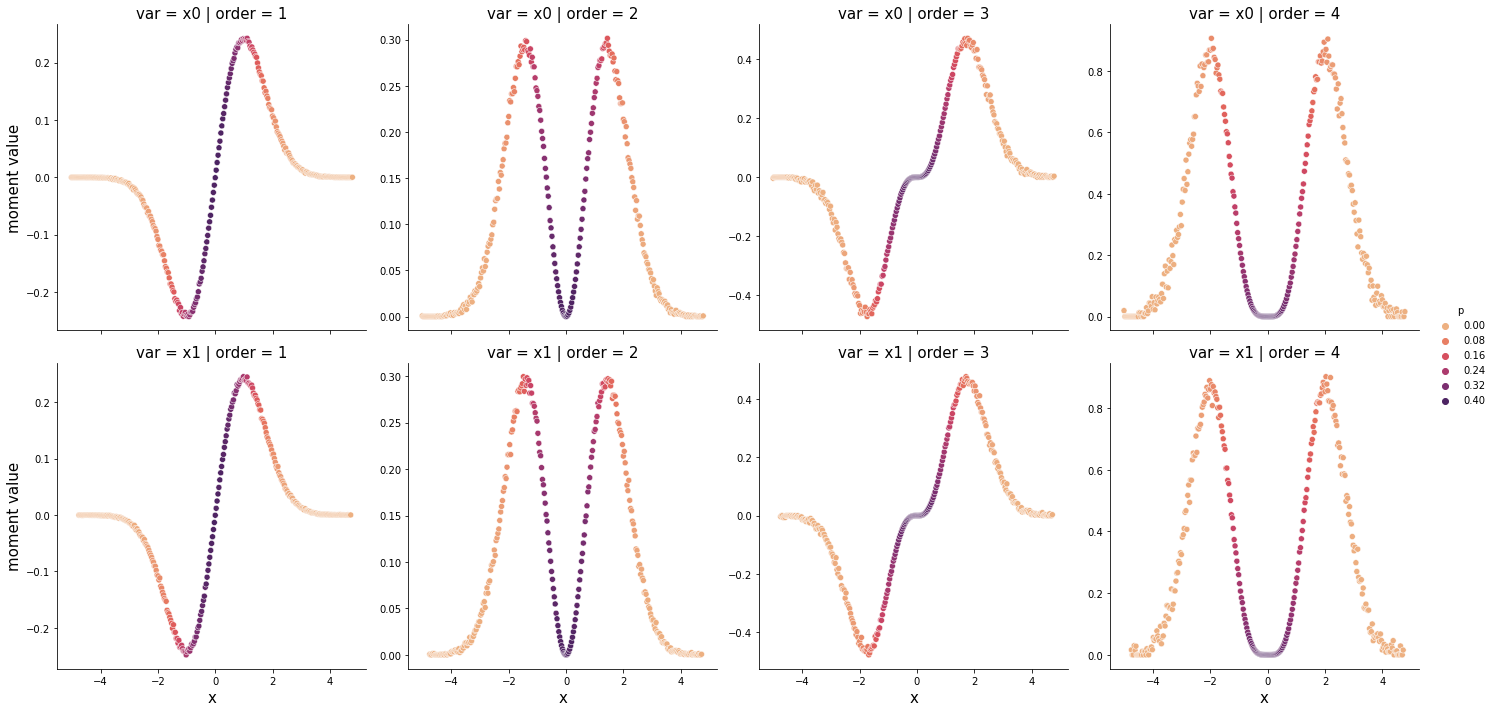 var = x0 | order = 1
var = x0 | order = 2
var = x0 | order = 3
var = x0 | order = 4
moment value
0.2
0.1
0.0
−0.1
−0.2
−4 −2 0 2 4
0.30
0.25
0.20
0.15
0.10
0.05
0.00
0.4
0.2
0.0
−0.2
−0.4
0.8
0.6
0.4
0.2
0.0
var = x1 | order = 1
var = x1 | order = 2
var = x1 | order = 3
var = x1 | order = 4
moment value
0.2
0.1
0.0
−0.1
−0.2
−4 −2 0 2 4
x
0.30
0.25
0.20
0.15
0.10
0.05
0.00
−4 −2 0 2 4
x
0.4
0.2
0.0
−0.2
−0.4
−4 −2 0 2 4
x
0.8
0.6
0.4
0.2
0.0
−4 −2 0 2 4
x
p
0.00
0.08
0.16
0.24
0.32
0.40